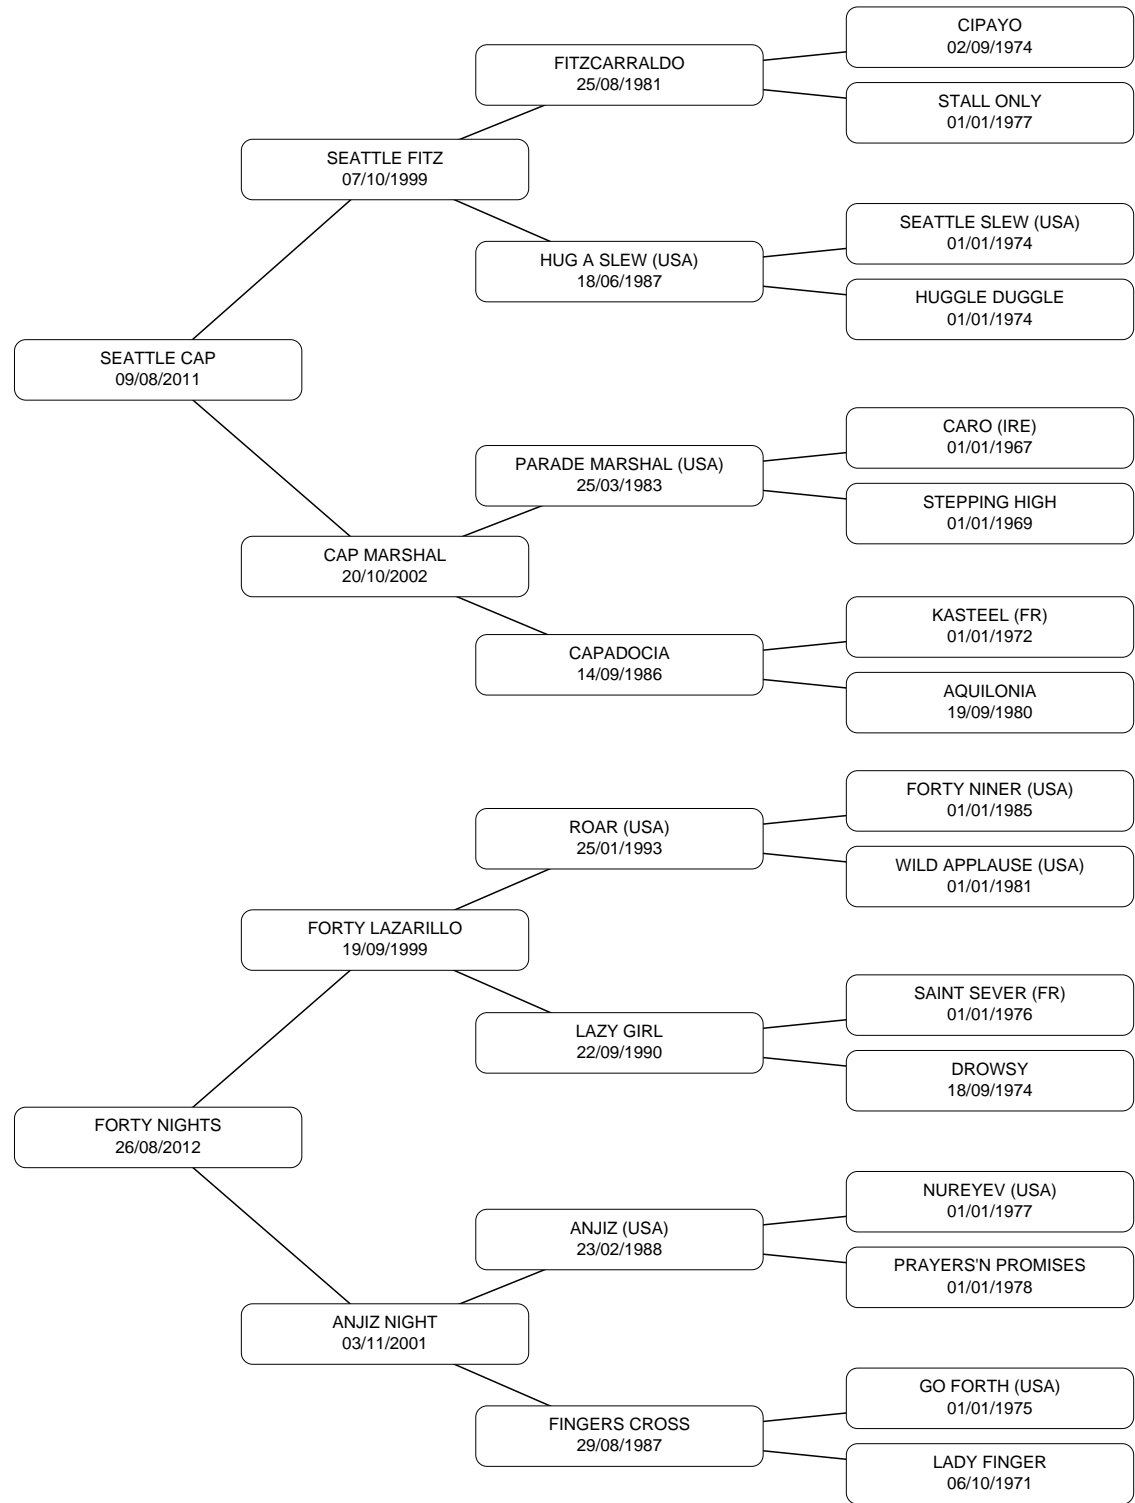 CIPAYO
02/09/1974
FITZCARRALDO
25/08/1981
STALL ONLY
01/01/1977
SEATTLE FITZ
07/10/1999
SEATTLE SLEW (USA)
01/01/1974
HUG A SLEW (USA)
18/06/1987
HUGGLE DUGGLE
01/01/1974
SEATTLE CAP
09/08/2011
CARO (IRE)
01/01/1967
PARADE MARSHAL (USA)
25/03/1983
STEPPING HIGH
01/01/1969
CAP MARSHAL
20/10/2002
KASTEEL (FR)
01/01/1972
CAPADOCIA
14/09/1986
AQUILONIA
19/09/1980
FORTY NINER (USA)
01/01/1985
ROAR (USA)
25/01/1993
WILD APPLAUSE (USA)
01/01/1981
FORTY LAZARILLO
19/09/1999
SAINT SEVER (FR)
01/01/1976
LAZY GIRL
22/09/1990
DROWSY
18/09/1974
FORTY NIGHTS
26/08/2012
NUREYEV (USA)
01/01/1977
ANJIZ (USA)
23/02/1988
PRAYERS'N PROMISES
01/01/1978
ANJIZ NIGHT
03/11/2001
GO FORTH (USA)
01/01/1975
FINGERS CROSS
29/08/1987
LADY FINGER
06/10/1971